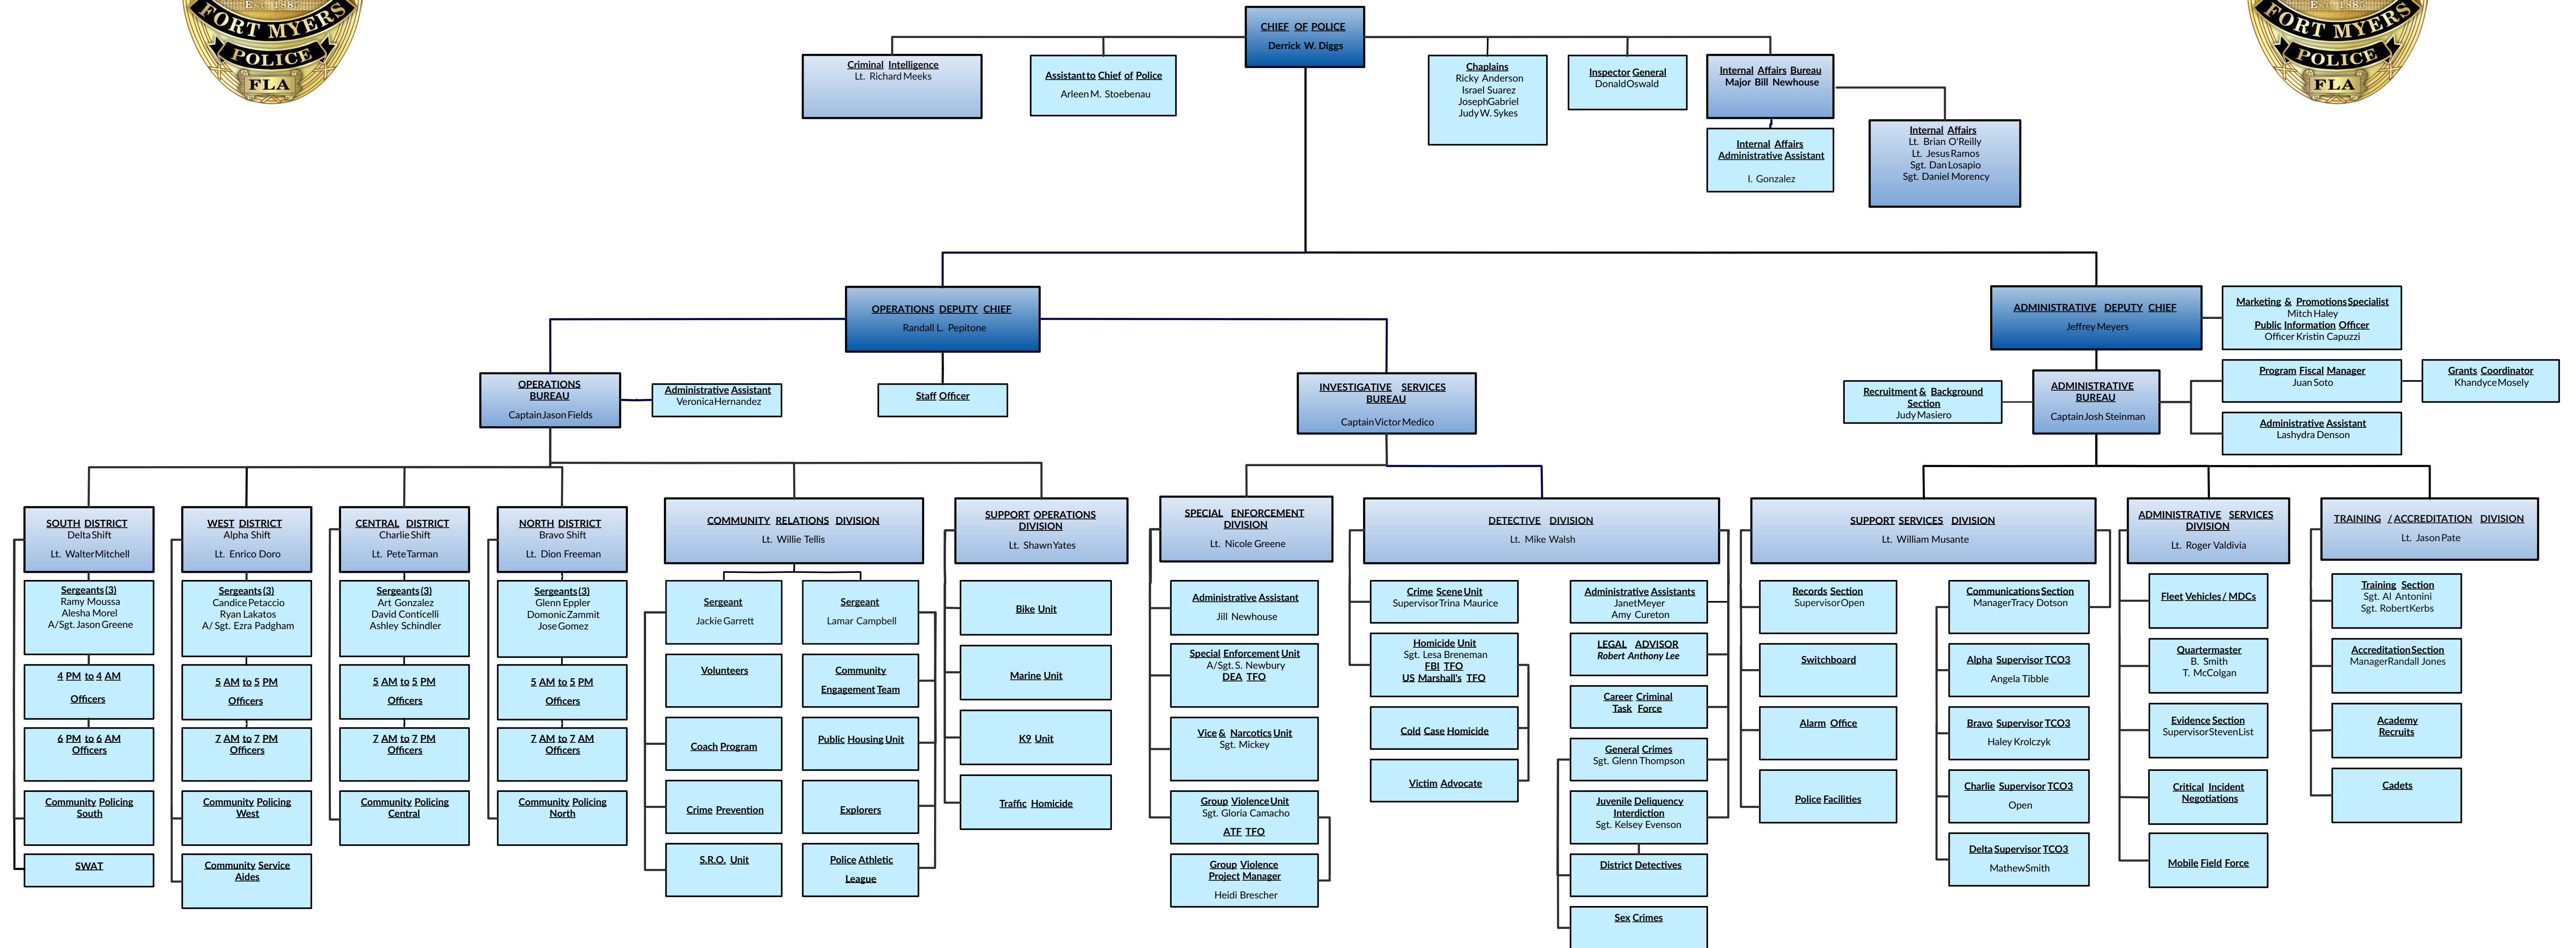 Est 1885
FORT MYERS
POLICE
FLA
Est 1885
FORT MYERS
POLICE
FLA
CHIEF OF POLICE
Derrick W. Diggs
Criminal Intelligence
Lt. Richard Meeks
Assistant to Chief of Police
Arleen M. Stoebenau
Chaplains
Ricky Anderson
Israel Suarez
Joseph Gabriel
Judy W. Sykes
Inspector General
Donald Oswald
Internal Affairs Bureau
Major Bill Newhouse
Internal Affairs
Administrative Assistant
I. Gonzalez
Internal Affairs
Lt. Brian O'Reilly
Lt. Jesus Ramos
Sgt. Dan Losapio
Sgt. Daniel Morency
OPERATIONS DEPUTY CHIEF
Randall L. Pepitone
ADMINISTRATIVE DEPUTY CHIEF
Jeffrey Meyers
Marketing & Promotions Specialist
Mitch Haley
Public Information Officer
Officer Kristin Capuzzi
OPERATIONS
BUREAU
Captain Jason Fields
Administrative Assistant
Veronica Hernandez
Staff Officer
INVESTIGATIVE SERVICES
BUREAU
Captain Victor Medico
Recruitment & Background
Section
Judy Masiero
ADMINISTRATIVE
BUREAU
Captain Josh Steinman
Program Fiscal Manager
Juan Soto
Grants Coordinator
Khandyce Mosely
Administrative Assistant
Lashydra Denson
SOUTH DISTRICT
Delta Shift
Lt. Walter Mitchell
Sergeants (3)
Ramy Moussa
Alesha Morel
A/Sgt. Jason Greene
4 PM to 4 AM
Officers
6 PM to 6 AM
Officers
Community Policing
South
SWAT
WEST DISTRICT
Alpha Shift
Lt. Enrico Doro
Sergeants (3)
Candice Petaccio
Ryan Lakatos
A/ Sgt. Ezra Padgham
5 AM to 5 PM
Officers
7 AM to 7 PM
Officers
Community Policing
West
Community Service
Aides
CENTRAL DISTRICT
Charlie Shift
Lt. Pete Tarman
Sergeants (3)
Art Gonzalez
David Conticelli
Ashley Schindler
5 AM to 5 PM
Officers
7 AM to 7 PM
Officers
Community Policing
Central
NORTH DISTRICT
Bravo Shift
Lt. Dion Freeman
Sergeants (3)
Glenn Eppler
Domonic Zammit
Jose Gomez
5 AM to 5 PM
Officers
7 AM to 7 AM
Officers
Community Policing
North
COMMUNITY RELATIONS DIVISION
Lt. Willie Tellis
Sergeant
Jackie Garrett
Volunteers
Coach Program
Crime Prevention
S.R.O. Unit
Sergeant
Lamar Campbell
Community
Engagement Team
Public Housing Unit
Explorers
Police Athletic
League
SUPPORT OPERATIONS
DIVISION
Lt. Shawn Yates
Bike Unit
Marine Unit
K9 Unit
Traffic Homicide
SPECIAL ENFORCEMENT
DIVISION
Lt. Nicole Greene
Administrative Assistant
Jill Newhouse
Special Enforcement Unit
A/Sgt. S. Newbury
DEA TFO
Vice & Narcotics Unit
Sgt. Mickey
Group Violence Unit
Sgt. Gloria Camacho
ATF TFO
Group Violence
Project Manager
Heidi Brescher
DETECTIVE DIVISION
Lt. Mike Walsh
Crime Scene Unit
Supervisor Trina Maurice
Homicide Unit
Sgt. Lesa Breneman
FBI TFO
US Marshall's TFO
Cold Case Homicide
Victim Advocate
Administrative Assistants
Janet Meyer
Amy Cureton
LEGAL ADVISOR
Robert Anthony Lee
Career Criminal
Task Force
General Crimes
Sgt. Glenn Thompson
Juvenile Deliquency
Interdiction
Sgt. Kelsey Evenson
District Detectives
Sex Crimes
SUPPORT SERVICES DIVISION
Lt. William Musante
Records Section
Supervisor Open
Switchboard
Alarm Office
Police Facilities
Communications Section
Manager Tracy Dotson
Alpha Supervisor TCO3
Angela Tibble
Bravo Supervisor TCO3
Haley Krolczyk
Charlie Supervisor TCO3
Open
Delta Supervisor TCO3
Mathew Smith
ADMINISTRATIVE SERVICES
DIVISION
Lt. Roger Valdivia
Fleet Vehicles / MDCs
Quartermaster
B. Smith
T. McColgan
Evidence Section
Supervisor Steven List
Critical Incident
Negotiations
Mobile Field Force
TRAINING / ACCREDITATION DIVISION
Lt. Jason Pate
Training Section
Sgt. Al Antonini
Sgt. Robert Kerbs
Accreditation Section
Manager Randall Jones
Academy
Recruits
Cadets